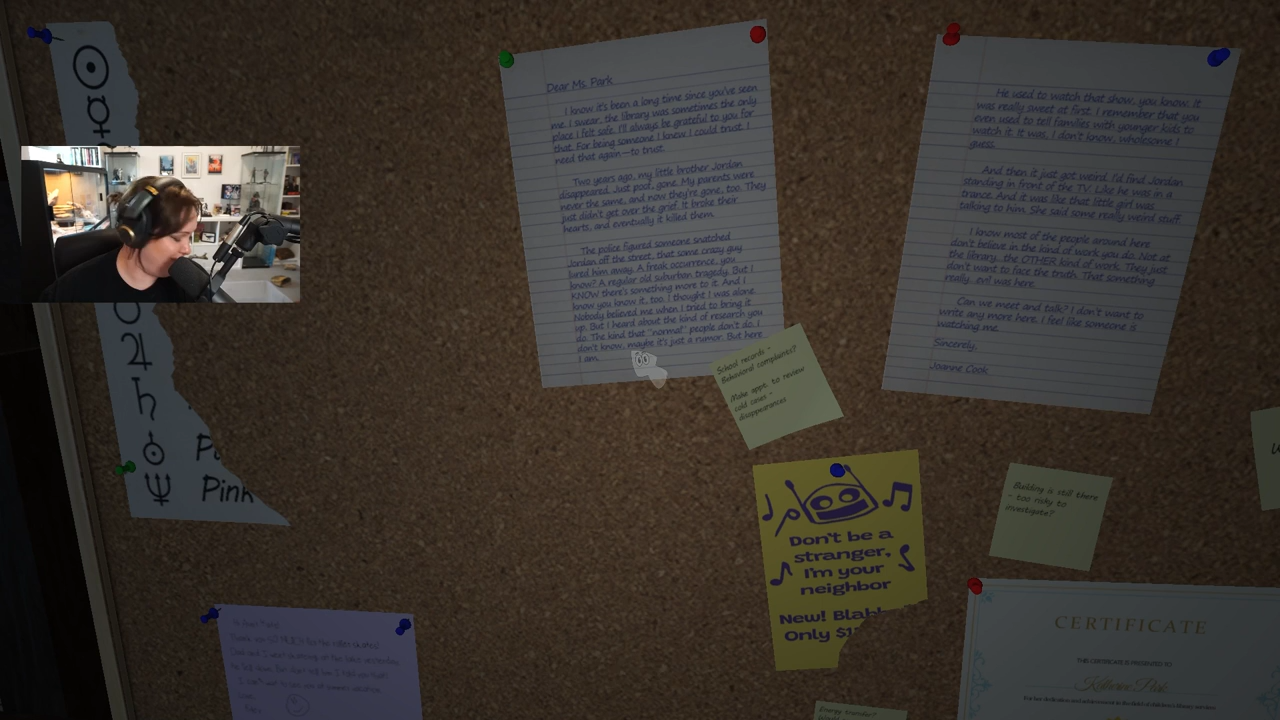 Dear Ms. Park
I know it's been a long time since you've seen
me. I swear, the library was sometimes the only
place I felt safe. I'll always be grateful to you for
that. For being someone I knew I could trust. I
need that again—to trust.
Two years ago, my little brother Jordan
disappeared. Just poof, gone. My parents were
never the same, and now they're gone, too. They
just didn't get over the grief. It broke their
hearts, and eventually it killed them.
The police figured someone snatched
Jordan off the street, that some crazy guy
lured him away. A freak occurrence, you
know? A regular old suburban tragedy. But I
KNOW there's something more to it. And I
know you know it, too. I thought I was alone.
Nobody believed me when I tried to bring it
up. But I heard about the kind of research you
do. The kind that "normal" people don't do. I
don't know, maybe it's just a rumor. But here
I am.
He used to watch that show, you know. It
was really sweet at first. I remember that you
even used to tell families with younger kids to
watch it. It was, I don't know, wholesome I
guess.
And then it just got weird. I'd find Jordan
standing in front of the TV. Like he was in a
trance. And it was like that little girl was
talking to him. She said some really weird stuff.
I know most of the people around here
don't believe in the kind of work you do. Not at
the library...the OTHER kind of work. They just
don't want to face the truth. That something
really...evil was here.
Can we meet and talk? I don't want to
write any more here. I feel like someone is
watching me.
Sincerely,
Joanne Cook
School records -
Behavioral complaints?
Make appt. to review
cold cases -
disappearances
Pink
Don't be a
stranger,
I'm your
neighbor
New! Blah
Only $1
Building is still there
- too risky to
investigate?
CERTIFICATE
THIS CERTIFICATE IS PRESENTED TO
Katherine Park
Energy transfer?